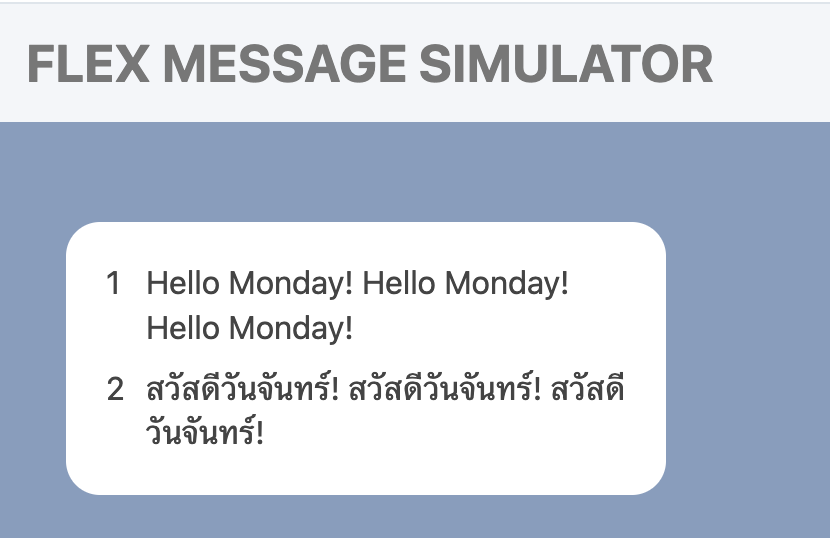 FLEX MESSAGE SIMULATOR
1 Hello Monday! Hello Monday!
Hello Monday!
2 สวัสดีวันจันทร์! สวัสดีวันจันทร์! สวัสดี
วันจันทร์!